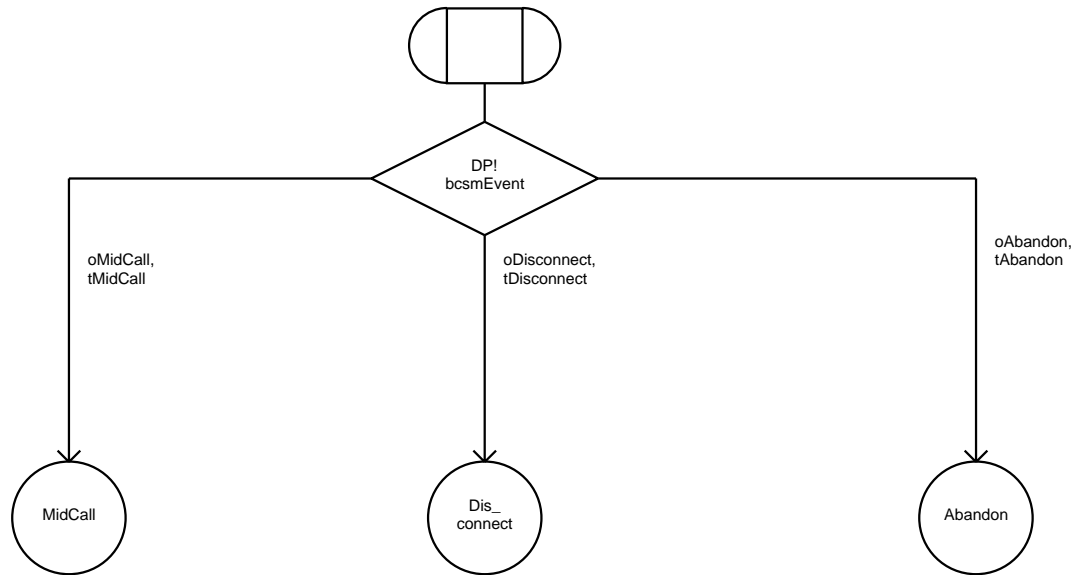 DP!
bcsmEvent
oMidCall,
tMidCall
oDisconnect,
tDisconnect
oAbandon,
tAbandon
MidCall
Dis_
connect
Abandon